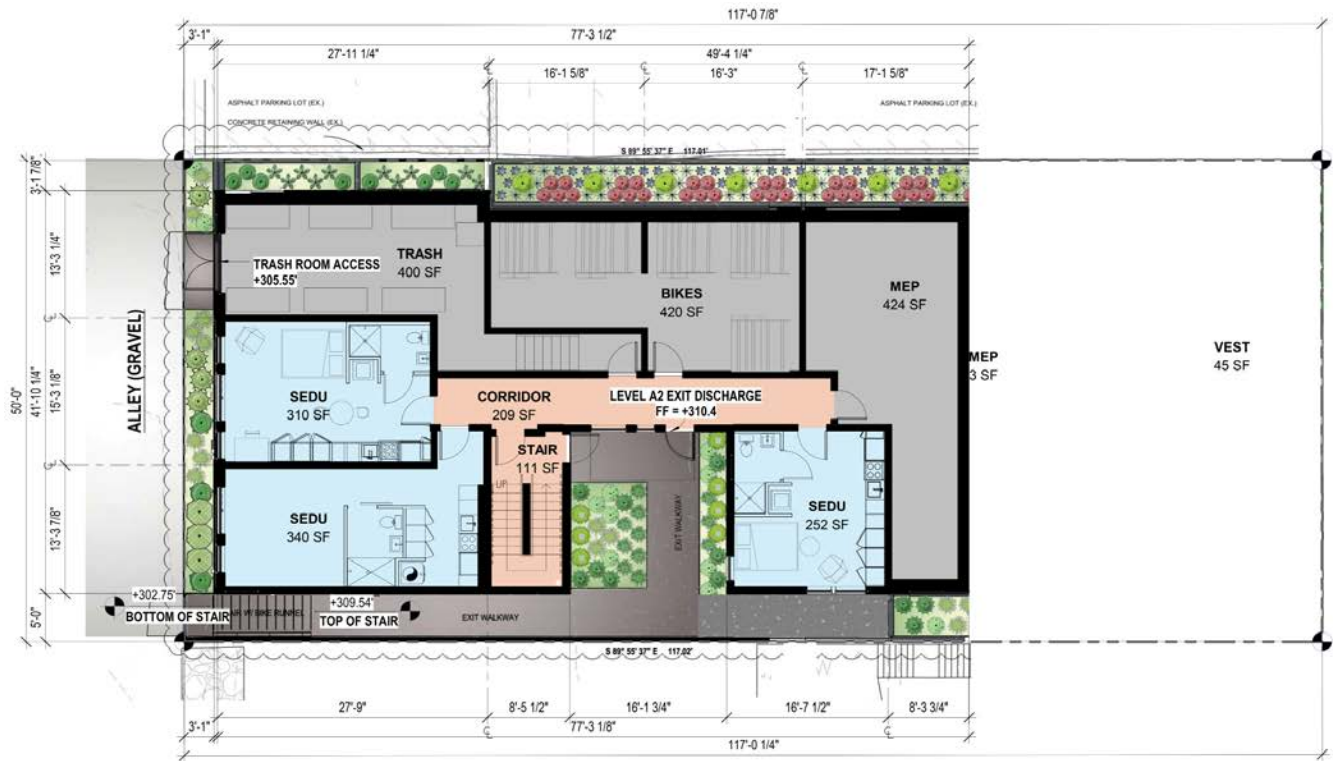 117'-0 7/8"
3'-1"
77'-3 1/2"
27'-11 1/4"
49'-4 1/4"
16'-1 5/8"
16'-3"
17'-1 5/8"
ASPHALT PARKING LOT (EX.)
ASPHALT PARKING LOT (EX.)
CONCRETE RETAINING WALL (EX.)
S 89° 55' 37" E 117.01'
3'-1 7/8"
13'-3 1/4"
50'-0"
41'-10 1/4"
15'-3 1/8"
13'-3 7/8"
5'-0"
ALLEY (GRAVEL)
TRASH ROOM ACCESS
+305.55'
TRASH
400 SF
BIKES
420 SF
MEP
424 SF
MEP
3 SF
VEST
45 SF
SEDU
310 SF
CORRIDOR
209 SF
LEVEL A2 EXIT DISCHARGE
FF = +310.4
STAIR
111 SF
UP
SEDU
340 SF
EXIT WALKWAY
SEDU
252 SF
+302.75'
BOTTOM OF STAIR
AIR W/ BIKE RUNNEL
+309.54'
TOP OF STAIR
EXIT WALKWAY
S 89° 55' 37" E 117.02'
27'-9"
8'-5 1/2"
16'-1 3/4"
16'-7 1/2"
8'-3 3/4"
3'-1"
77'-3 1/8"
117'-0 1/4"